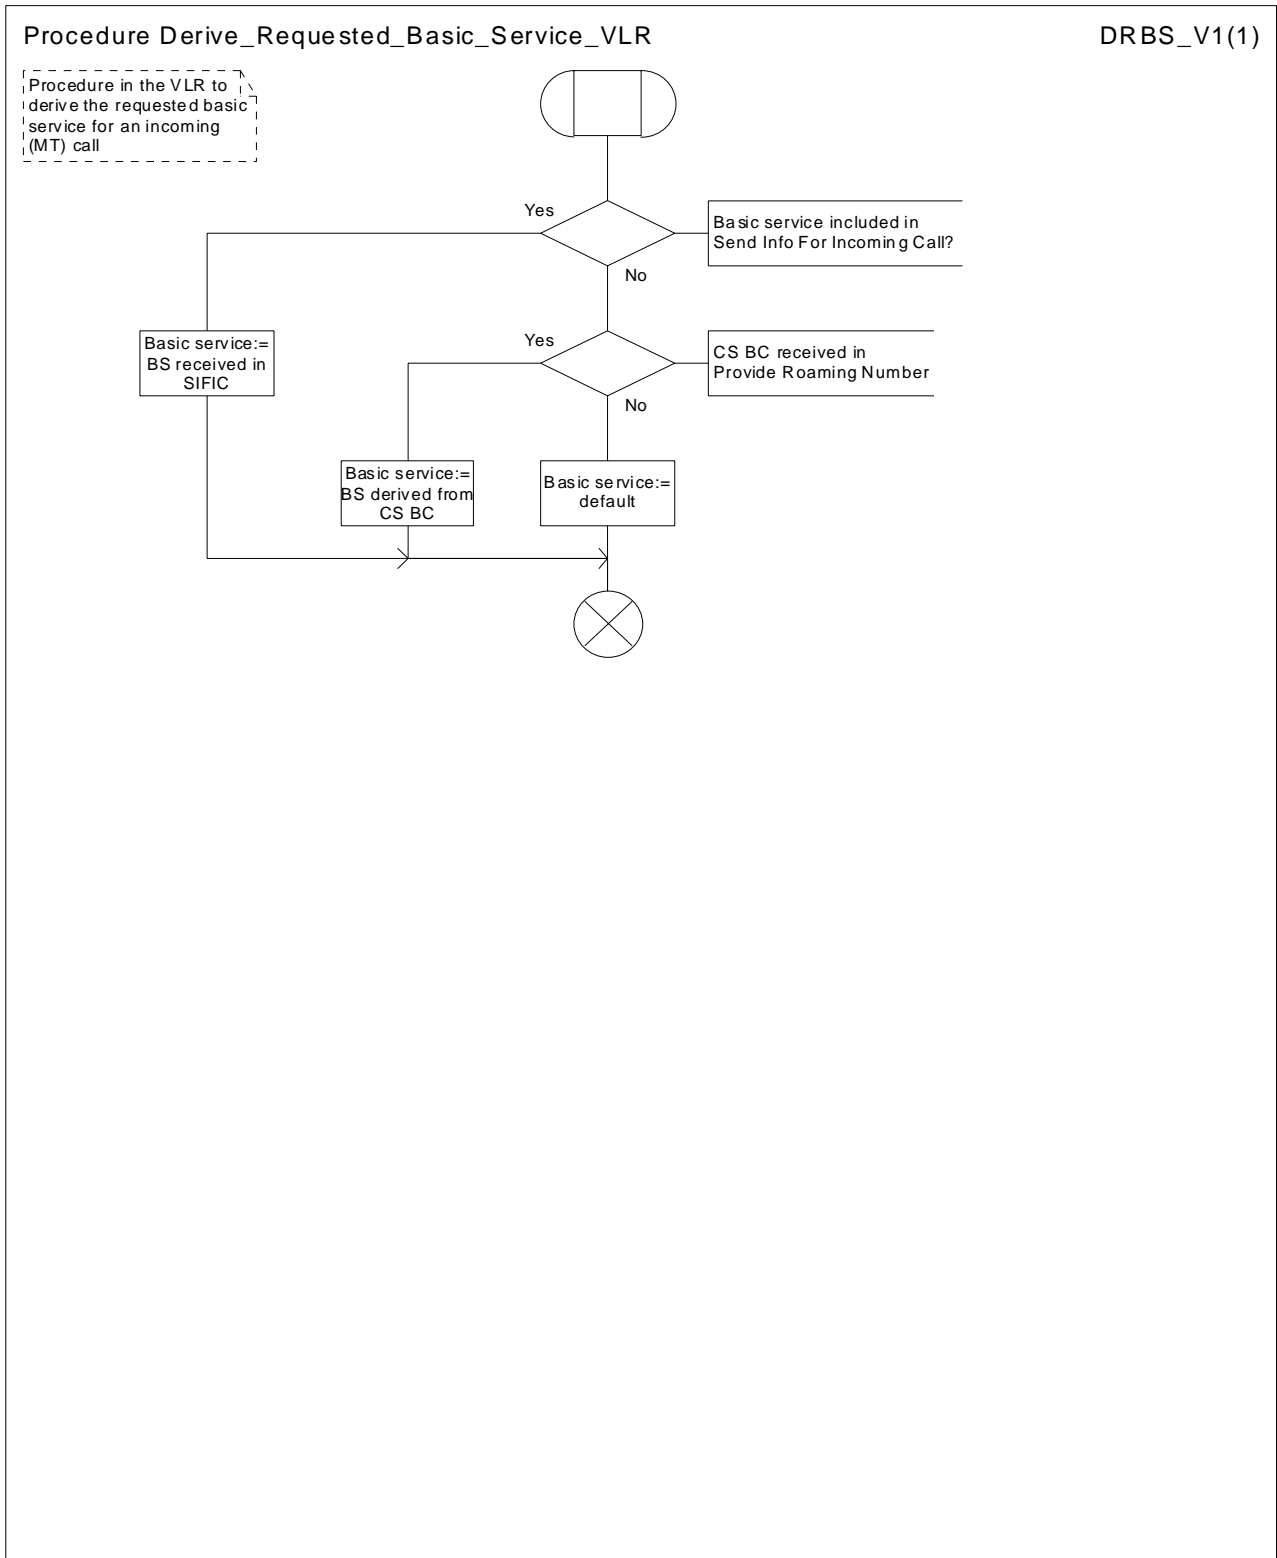 Procedure Derive_Requested_Basic_Service_VLR
DRBS_V1(1)
Procedure in the VLR to
derive the requested basic
service for an incoming
(MT) call
Yes
Basic service included in
Send Info For Incoming Call?
No
Basic service:=
BS received in
SIFIC
Yes
CS BC received in
Provide Roaming Number
No
Basic service:=
BS derived from
CS BC
Basic service:=
default